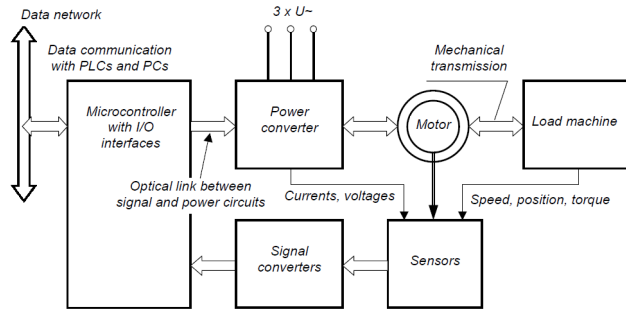 Data network
3 x U~
Data communication
with PLCs and PCs
Mechanical
transmission
Microcontroller
with I/O
interfaces
Power
converter
Motor
Load machine
Optical link between
signal and power circuits
Currents, voltages
Speed, position, torque
Signal
converters
Sensors